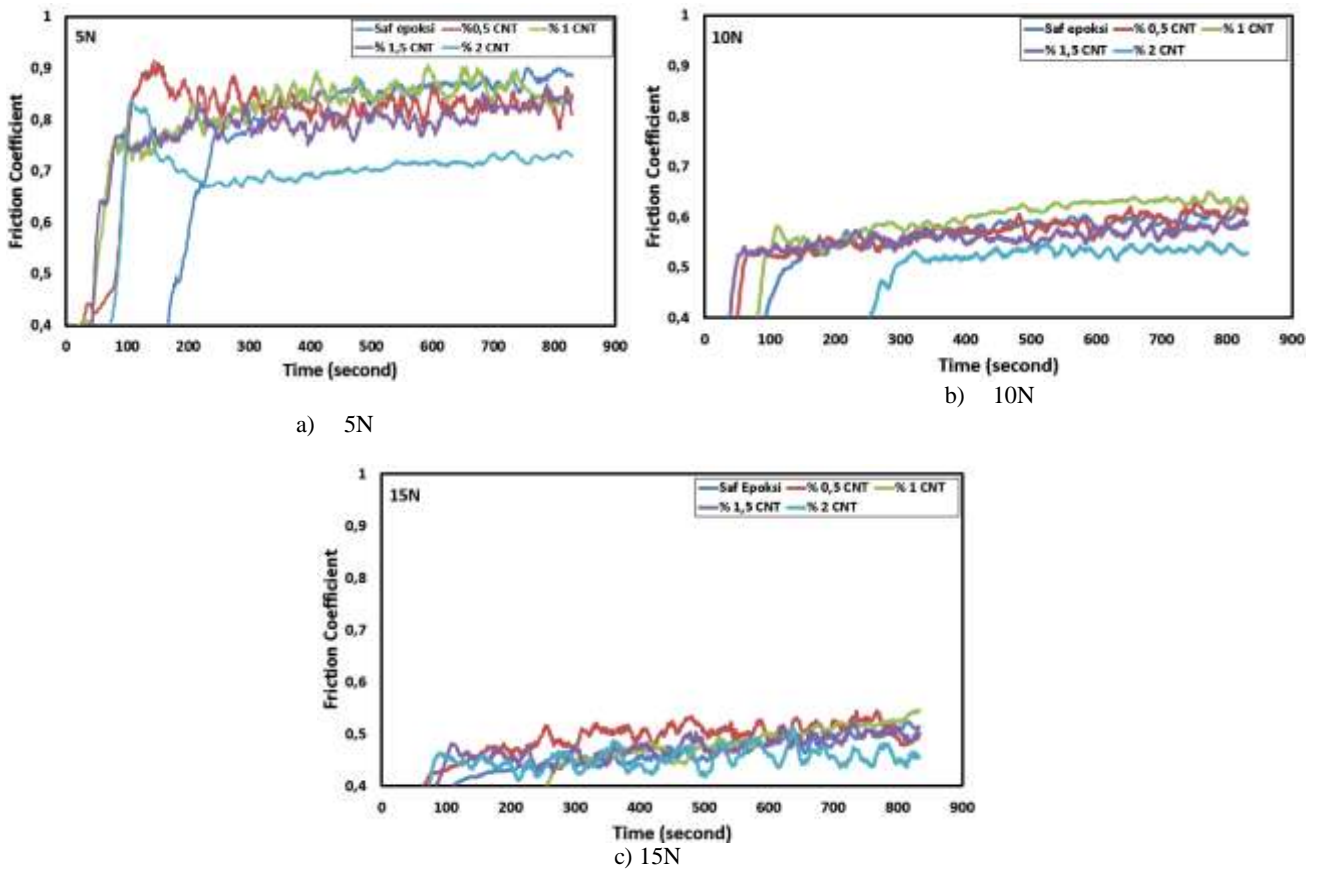 1
5N
Saf epoksi %0,5 CNT % 1 CNT
% 1,5 CNT % 2 CNT
0,9
0,8
0,7
0,6
0,5
0,4
Friction Coefficient
0 100 200 300 400 500 600 700 800 900
Time (second)
a) 5N
1
10N
Saf epoksi % 0,5 CNT % 1 CNT
% 1,5 CNT % 2 CNT
0,9
0,8
0,7
0,6
0,5
0,4
Friction Coefficient
0 100 200 300 400 500 600 700 800 900
Time (second)
b) 10N
1
15N
Saf Epoksi % 0,5 CNT % 1 CNT
% 1,5 CNT % 2 CNT
0,9
0,8
0,7
0,6
0,5
0,4
Friction Coefficient
0 100 200 300 400 500 600 700 800 900
Time (second)
c) 15N